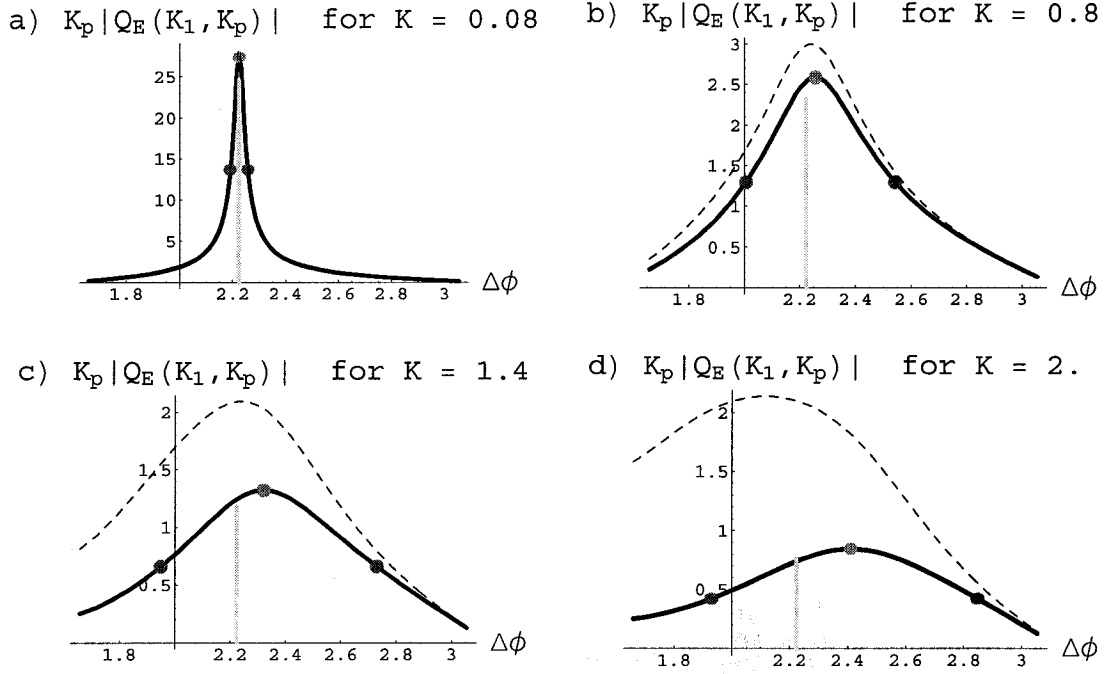 a) Kp|QE(K1,Kp)| for K = 0.08
25
20
15
10
5
1.8 2.2 2.4 2.6 2.8 3 Δϕ
b) Kp|QE(K1,Kp)| for K = 0.8
3
2.5
2
1.5
1
0.5
1.8 2.2 2.4 2.6 2.8 3 Δϕ
c) Kp|QE(K1,Kp)| for K = 1.4
2
1.5
1
0.5
1.8 2.2 2.4 2.6 2.8 3 Δϕ
d) Kp|QE(K1,Kp)| for K = 2.
2
1.5
1
0.5
1.8 2.2 2.4 2.6 2.8 3 Δϕ